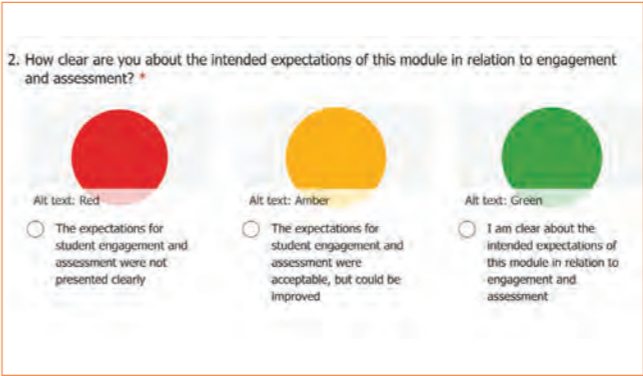 2. How clear are you about the intended expectations of this module in relation to engagement
and assessment? *
Alt text: Red
The expectations for
student engagement and
assessment were not
presented clearly
Alt text: Amber
The expectations for
student engagement and
assessment were
acceptable, but could be
improved
Alt text: Green
I am clear about the
intended expectations of
this module in relation to
engagement and
assessment